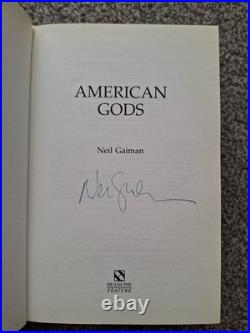 AMERICAN
GODS
Neil Gaiman
HEADLINE
FEATURE